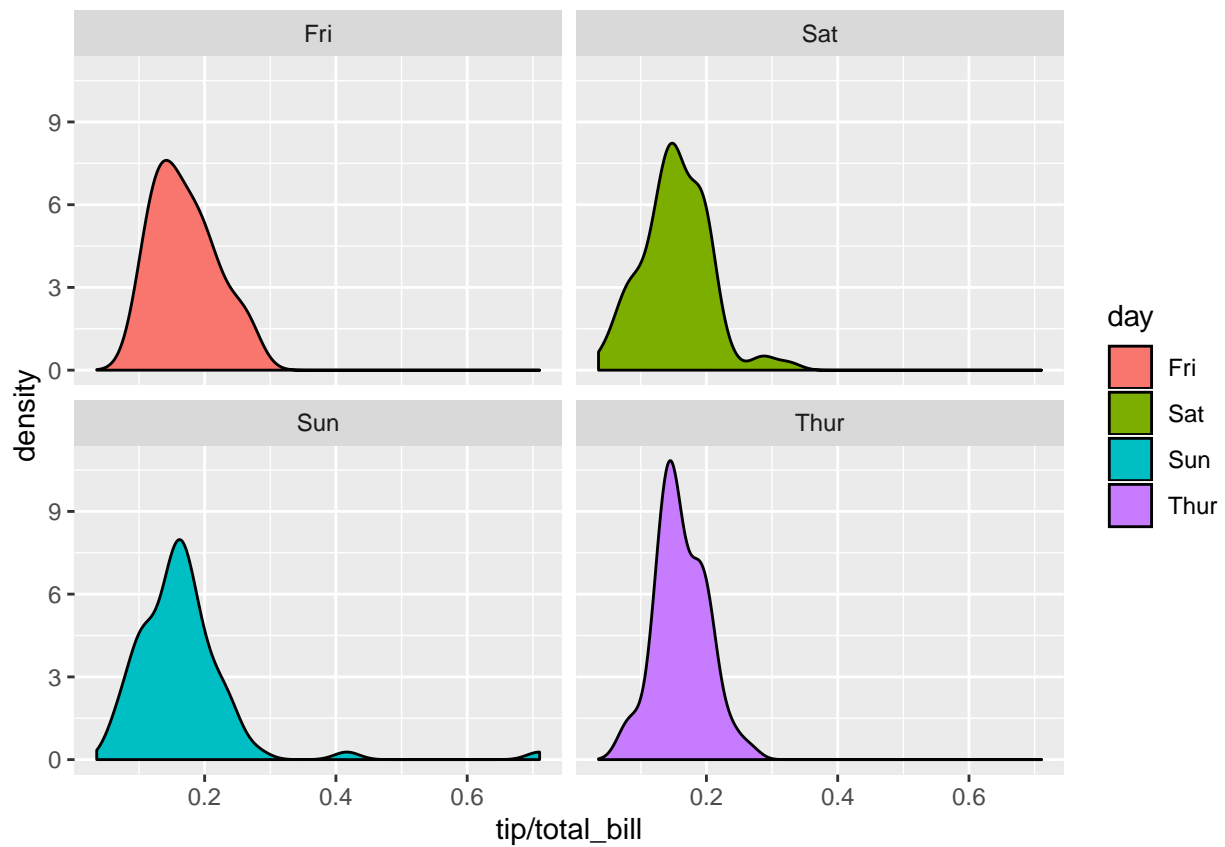 Fri
Sat
9
6
3
0
Sun
Thur
9
6
3
0
0.2
0.4
0.6
0.2
0.4
0.6
tip/total_bill
density
day
Fri
Sat
Sun
Thur